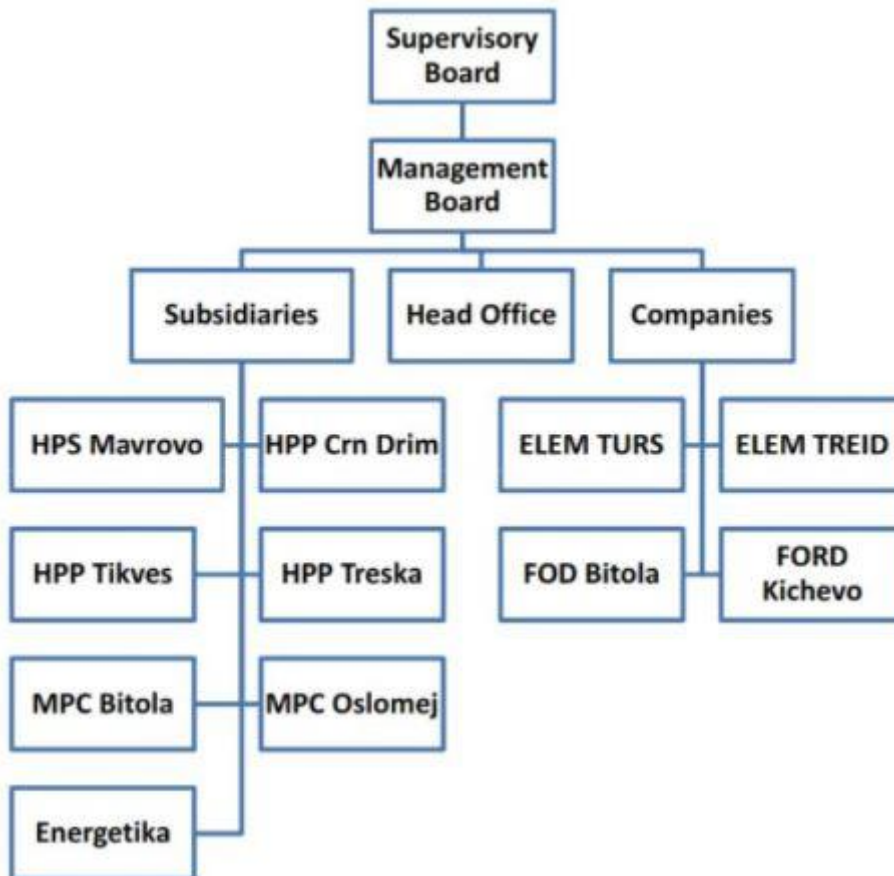 Supervisory
Board
Management
Board
Subsidiaries
Head Office
Companies
HPS Mavrovo
HPP Crn Drim
ELEM TURS
ELEM TREID
HPP Tikves
HPP Treska
FOD Bitola
FORD
Kichevo
MPC Bitola
MPC Oslomej
Energetika